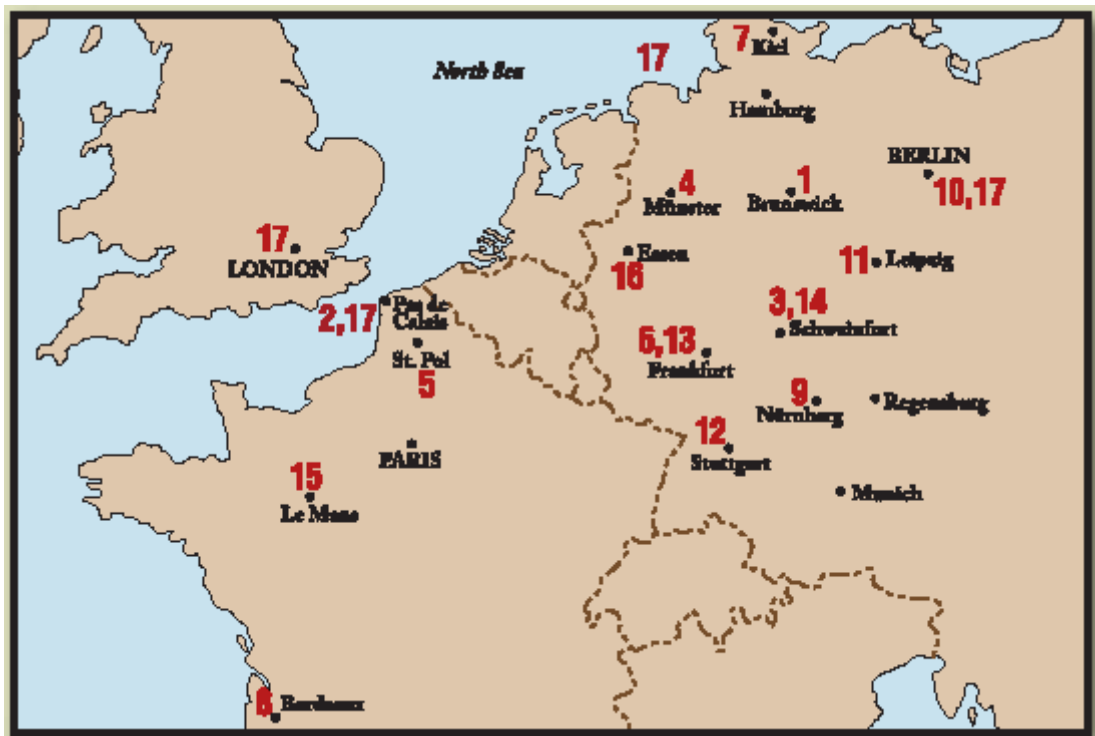 7
Kiel
17
North Sea
Hamburg
BERLIN
10,17
4
Münster
1
Brunswick
17
LONDON
Essen
16
11
Leipzig
2,17
Pas de
Calais
3,14
Schweinfurt
St. Pol
5
6,13
Frankfurt
9
Nürnberg
Regensburg
12
Stuttgart
PARIS
15
Le Mans
Munich
8
Bordeaux